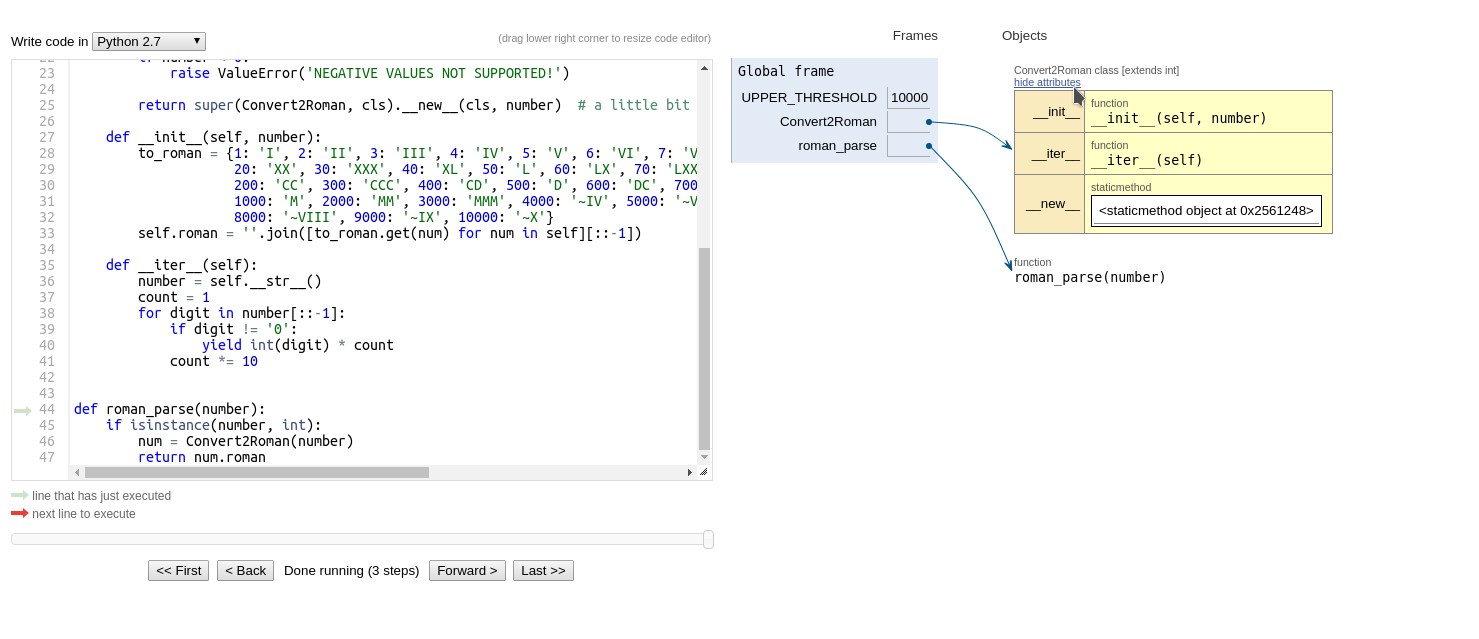 Write code in Python 2.7
(drag lower right corner to resize code editor)
23 raise ValueError('NEGATIVE VALUES NOT SUPPORTED!')
24
25 return super(Convert2Roman, cls).__new__(cls, number)  # a little bit
26
27 def __init__(self, number):
28 to_roman = {1: 'I', 2: 'II', 3: 'III', 4: 'IV', 5: 'V', 6: 'VI', 7: 'V
29 20: 'XX', 30: 'XXX', 40: 'XL', 50: 'L', 60: 'LX', 70: 'LXX
30 200: 'CC', 300: 'CCC', 400: 'CD', 500: 'D', 600: 'DC', 700
31 1000: 'M', 2000: 'MM', 3000: 'MMM', 4000: '~IV', 5000: '~V
32 8000: '~VIII', 9000: '~IX', 10000: '~X'}
33 self.roman = ''.join([to_roman.get(num) for num in self][::-1])
34
35 def __iter__(self):
36 number = self.__str__()
37 count = 1
38 for digit in number[::-1]:
39 if digit != '0':
40 yield int(digit) * count
41 count *= 10
42
43
44 def roman_parse(number):
45 if isinstance(number, int):
46 num = Convert2Roman(number)
47 return num.roman
line that has just executed
next line to execute
<< First
< Back
Done running (3 steps)
Forward >
Last >>
Frames
Objects
Global frame
UPPER_THRESHOLD 10000
Convert2Roman
roman_parse
Convert2Roman class [extends int]
hide attributes
__init__
function
__init__(self, number)
__iter__
function
__iter__(self)
__new__
staticmethod
<staticmethod object at 0x2561248>
function
roman_parse(number)